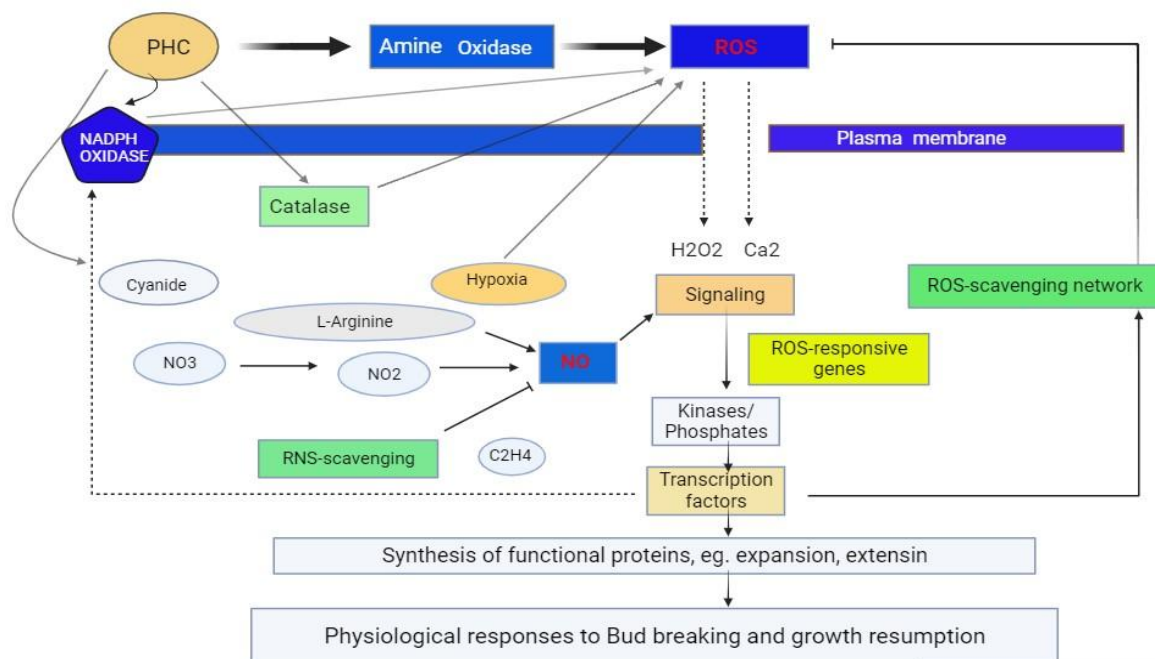 PHC
Amine Oxidase
ROS
NADPH
OXIDASE
Plasma membrane
Catalase
H2O2
Ca2
Cyanide
Hypoxia
Signaling
ROS-scavenging network
L-Arginine
NO3
NO2
NO
ROS-responsive
genes
Kinases/
Phosphates
RNS-scavenging
C2H4
Transcription
factors
Synthesis of functional proteins, eg. expansion, extensin
Physiological responses to Bud breaking and growth resumption